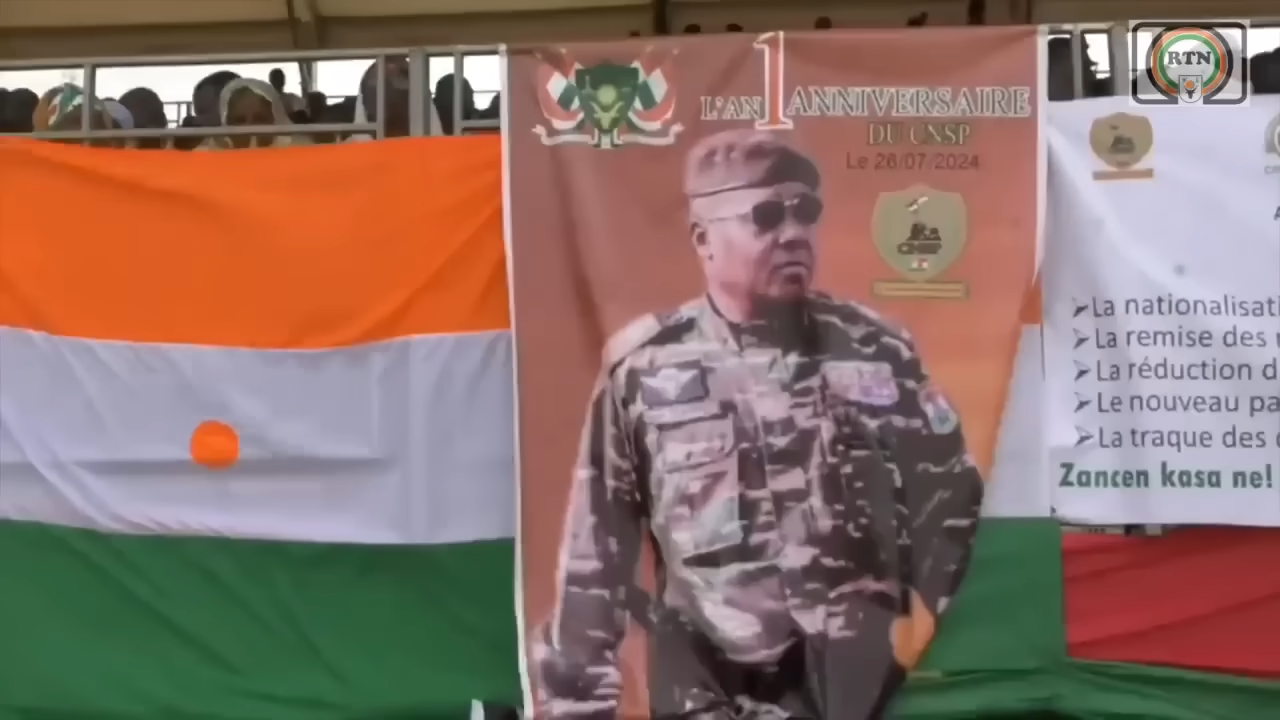 RTN
L'AN 1 ANNIVERSAIRE
DU CNSP
Le 26/07/2024
CNSP
➢La nationalisati
➢La remise des
➢La réduction d
➢Le nouveau pa
➢La traque des
Zancen kasa ne!